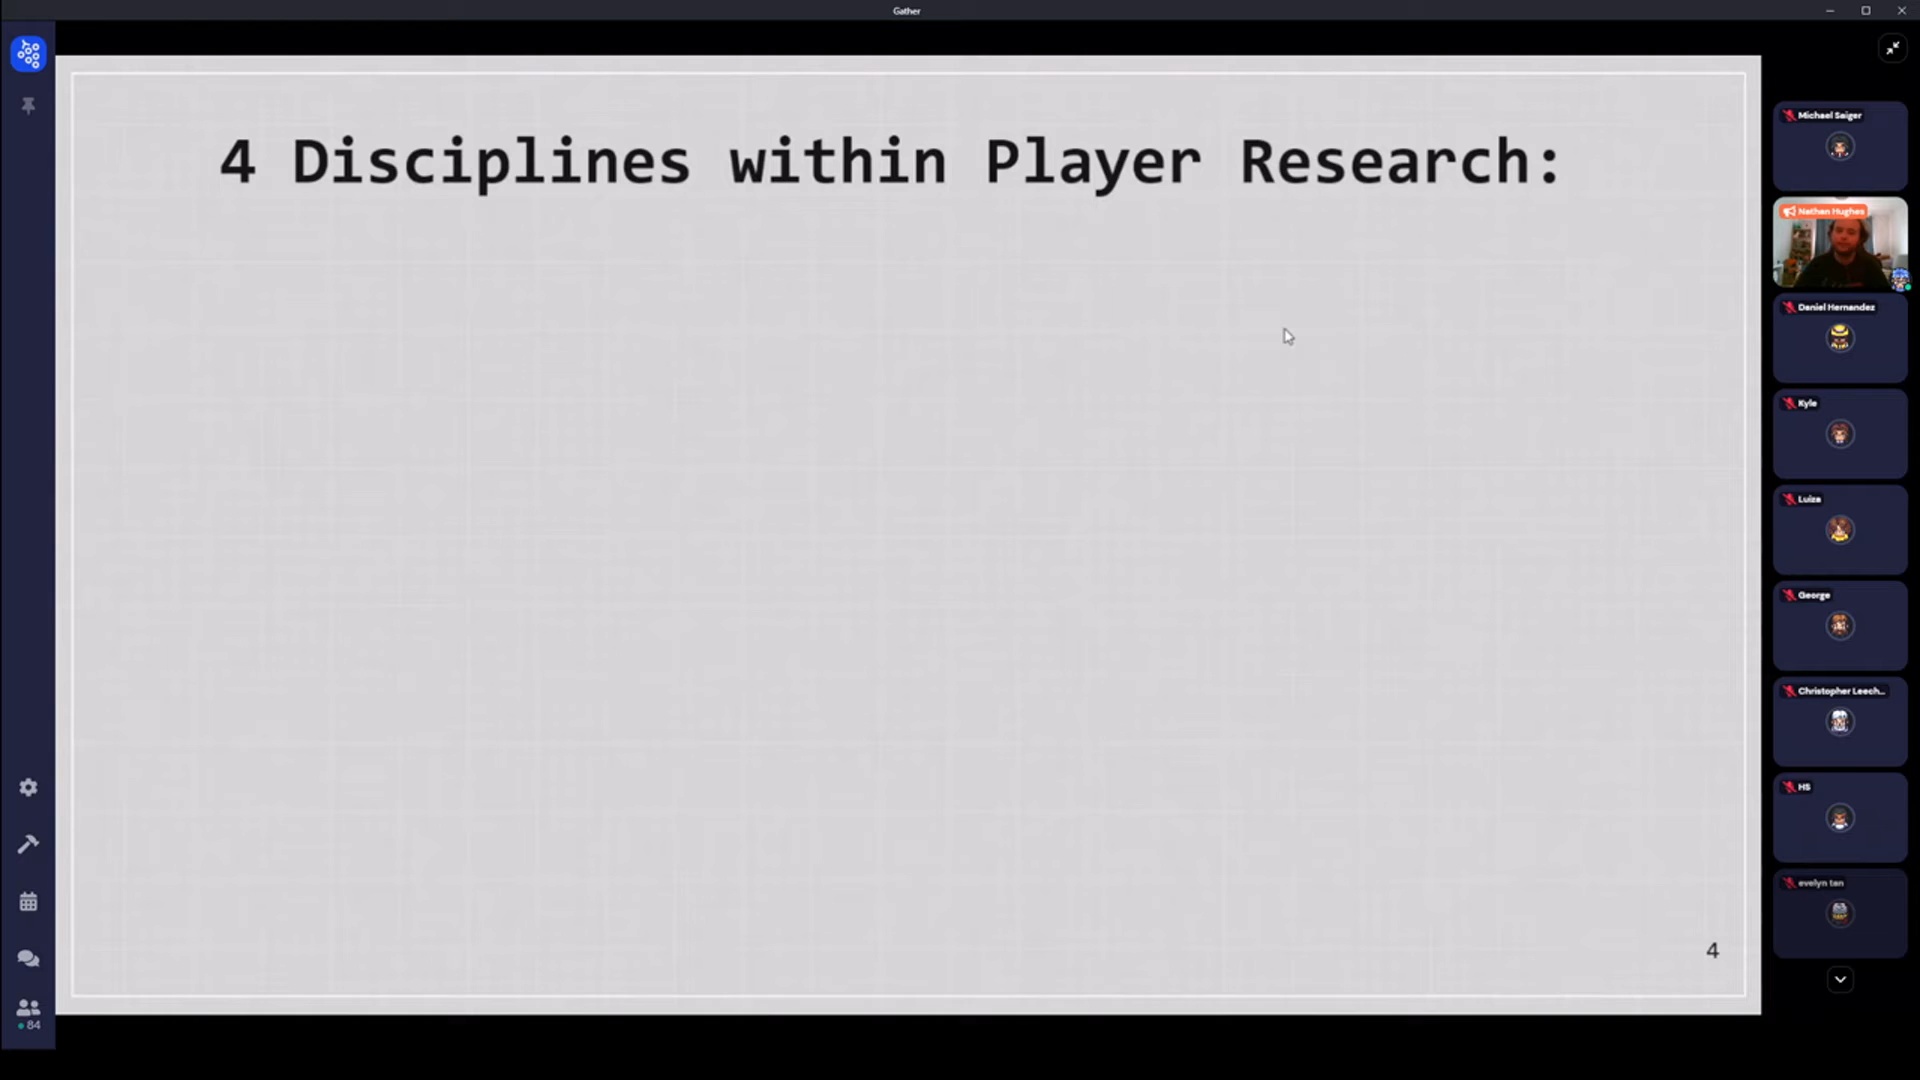 Gather
4 Disciplines within Player Research:
4
Michael Saiger
Nathan Hughes
Daniel Hernandez
Kyle
Luiza
George
Christopher Leech...
HS
evelyn tan
84